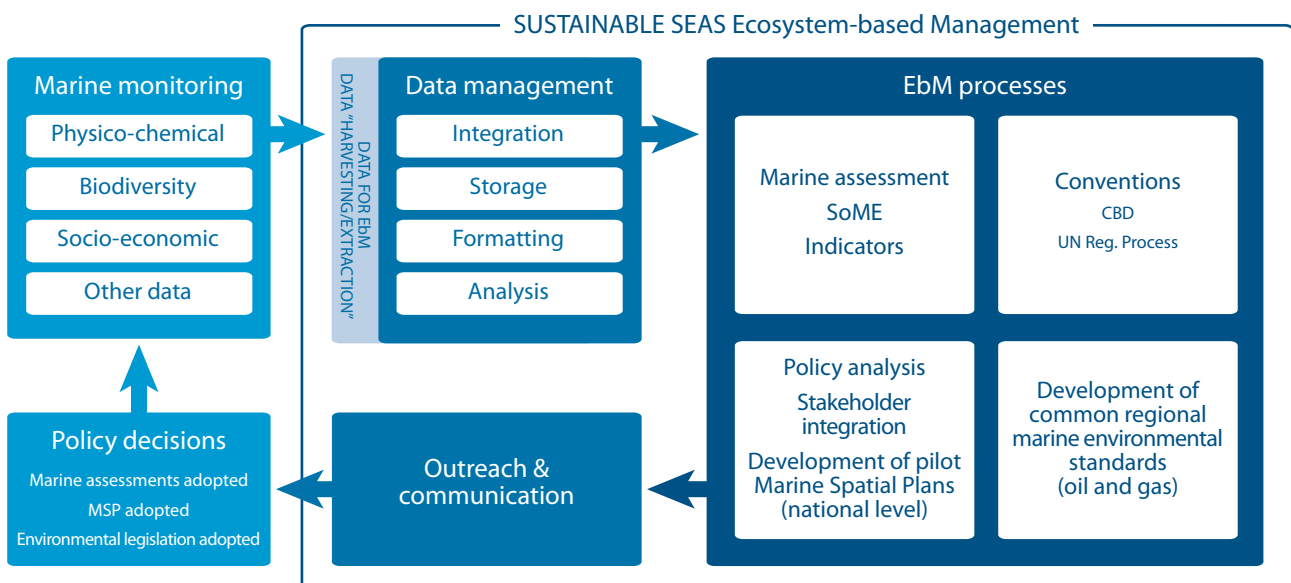 SUSTAINABLE SEAS Ecosystem-based Management
Marine monitoring
Physico-chemical
Biodiversity
Socio-economic
Other data
DATA FOR EbM
DATA "HARVESTING/EXTRACTION"
Data management
Integration
Storage
Formatting
Analysis
EbM processes
Marine assessment
SoME
Indicators
Conventions
CBD
UN Reg. Process
Policy analysis
Stakeholder
integration
Development of pilot
Marine Spatial Plans
(national level)
Development of
common regional
marine environmental
standards
(oil and gas)
Outreach &
communication
Policy decisions
Marine assessments adopted
MSP adopted
Environmental legislation adopted